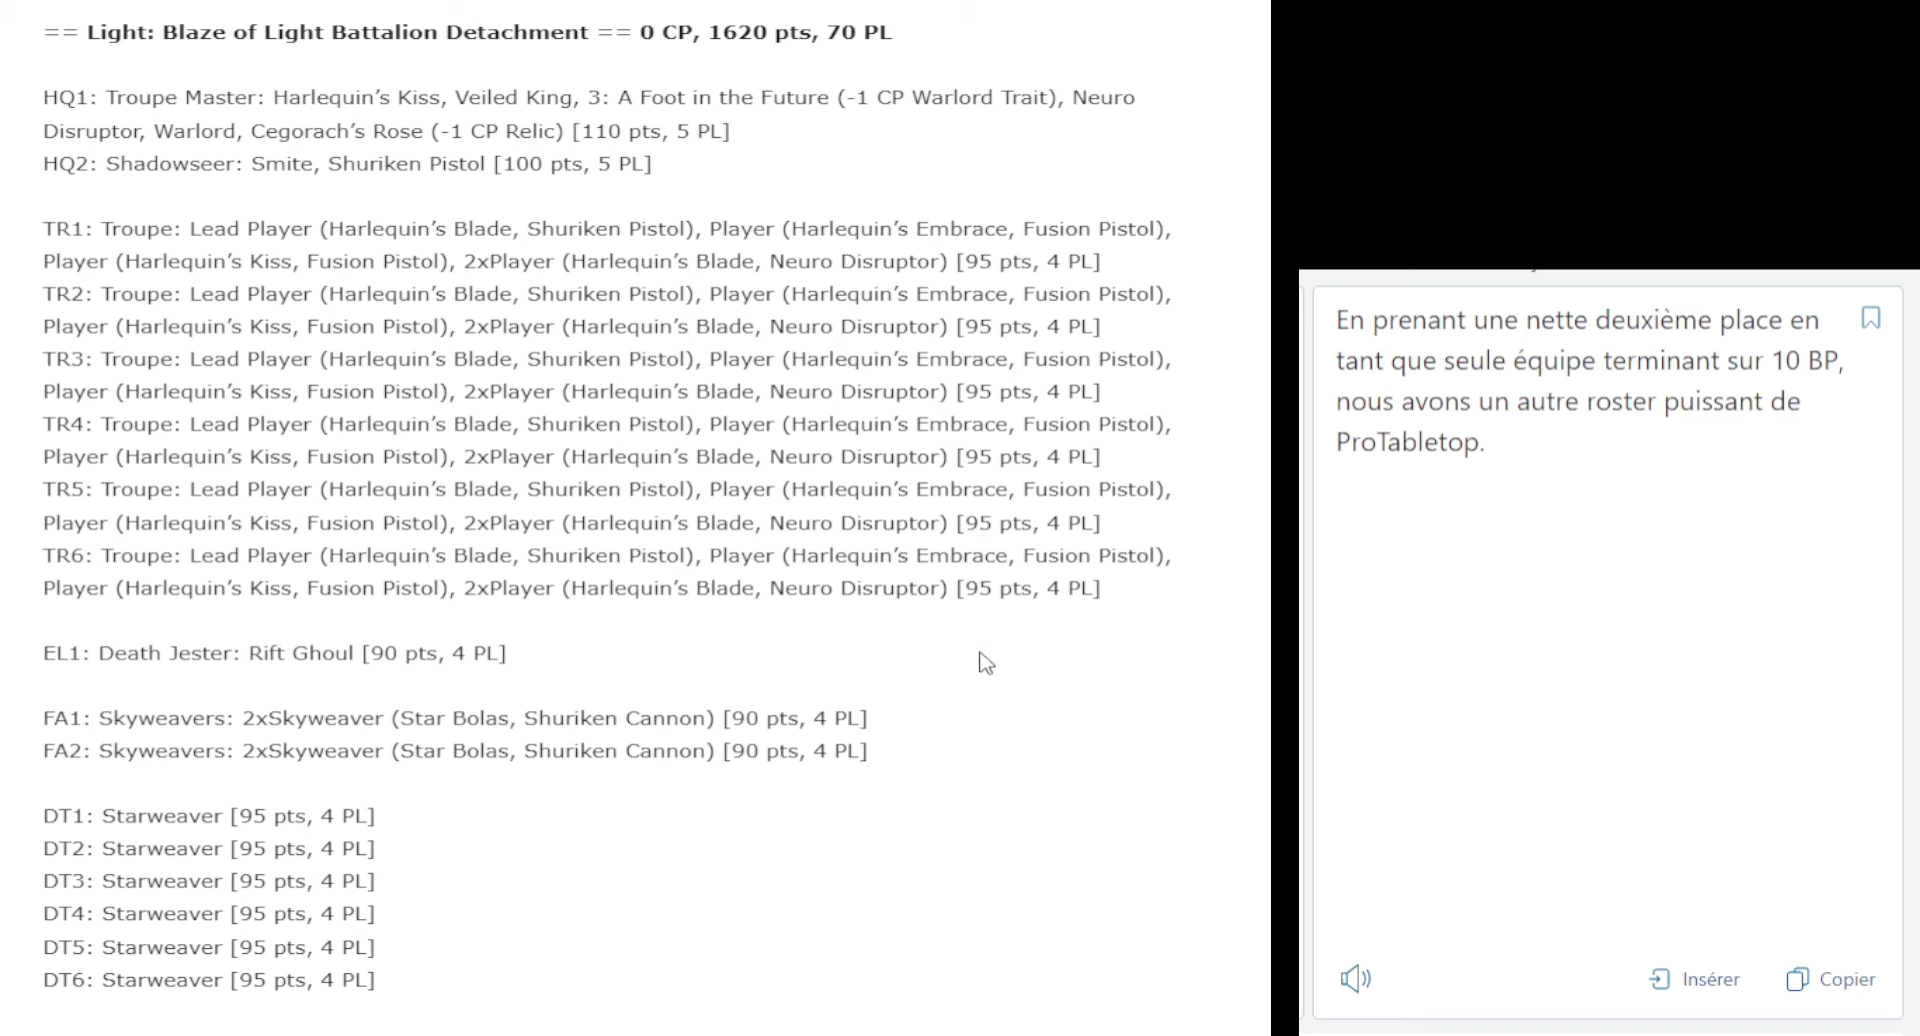 == Light: Blaze of Light Battalion Detachment == 0 CP, 1620 pts, 70 PL
HQ1: Troupe Master: Harlequin’s Kiss, Veiled King, 3: A Foot in the Future (-1 CP Warlord Trait), Neuro
Disruptor, Warlord, Cegorach’s Rose (-1 CP Relic) [110 pts, 5 PL]
HQ2: Shadowseer: Smite, Shuriken Pistol [100 pts, 5 PL]
TR1: Troupe: Lead Player (Harlequin’s Blade, Shuriken Pistol), Player (Harlequin’s Embrace, Fusion Pistol),
Player (Harlequin’s Kiss, Fusion Pistol), 2xPlayer (Harlequin’s Blade, Neuro Disruptor) [95 pts, 4 PL]
TR2: Troupe: Lead Player (Harlequin’s Blade, Shuriken Pistol), Player (Harlequin’s Embrace, Fusion Pistol),
Player (Harlequin’s Kiss, Fusion Pistol), 2xPlayer (Harlequin’s Blade, Neuro Disruptor) [95 pts, 4 PL]
TR3: Troupe: Lead Player (Harlequin’s Blade, Shuriken Pistol), Player (Harlequin’s Embrace, Fusion Pistol),
Player (Harlequin’s Kiss, Fusion Pistol), 2xPlayer (Harlequin’s Blade, Neuro Disruptor) [95 pts, 4 PL]
TR4: Troupe: Lead Player (Harlequin’s Blade, Shuriken Pistol), Player (Harlequin’s Embrace, Fusion Pistol),
Player (Harlequin’s Kiss, Fusion Pistol), 2xPlayer (Harlequin’s Blade, Neuro Disruptor) [95 pts, 4 PL]
TR5: Troupe: Lead Player (Harlequin’s Blade, Shuriken Pistol), Player (Harlequin’s Embrace, Fusion Pistol),
Player (Harlequin’s Kiss, Fusion Pistol), 2xPlayer (Harlequin’s Blade, Neuro Disruptor) [95 pts, 4 PL]
TR6: Troupe: Lead Player (Harlequin’s Blade, Shuriken Pistol), Player (Harlequin’s Embrace, Fusion Pistol),
Player (Harlequin’s Kiss, Fusion Pistol), 2xPlayer (Harlequin’s Blade, Neuro Disruptor) [95 pts, 4 PL]
EL1: Death Jester: Rift Ghoul [90 pts, 4 PL]
FA1: Skyweavers: 2xSkyweaver (Star Bolas, Shuriken Cannon) [90 pts, 4 PL]
FA2: Skyweavers: 2xSkyweaver (Star Bolas, Shuriken Cannon) [90 pts, 4 PL]
DT1: Starweaver [95 pts, 4 PL]
DT2: Starweaver [95 pts, 4 PL]
DT3: Starweaver [95 pts, 4 PL]
DT4: Starweaver [95 pts, 4 PL]
DT5: Starweaver [95 pts, 4 PL]
DT6: Starweaver [95 pts, 4 PL]
En prenant une nette deuxième place en
tant que seule équipe terminant sur 10 BP,
nous avons un autre roster puissant de
ProTabletop.
Insérer
Copier